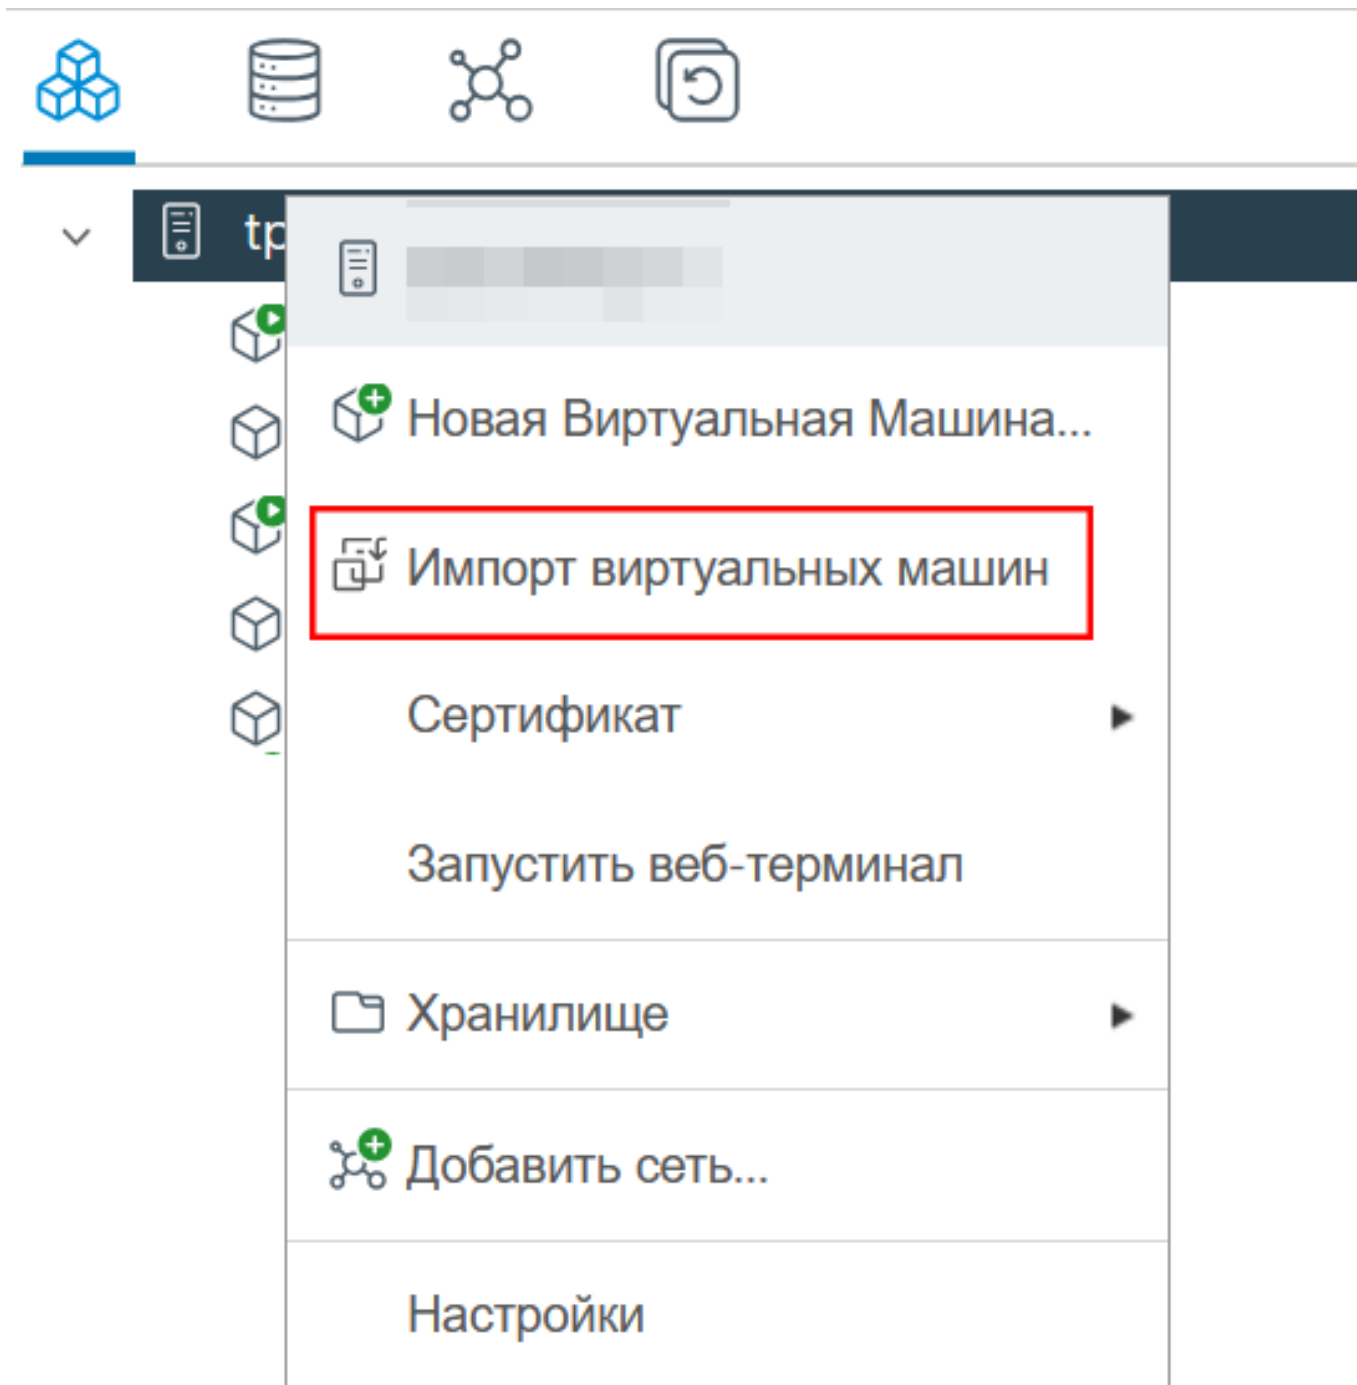 Новая Виртуальная Машина...
Импорт виртуальных машин
Сертификат
Запустить веб-терминал
Хранилище
Добавить сеть...
Настройки